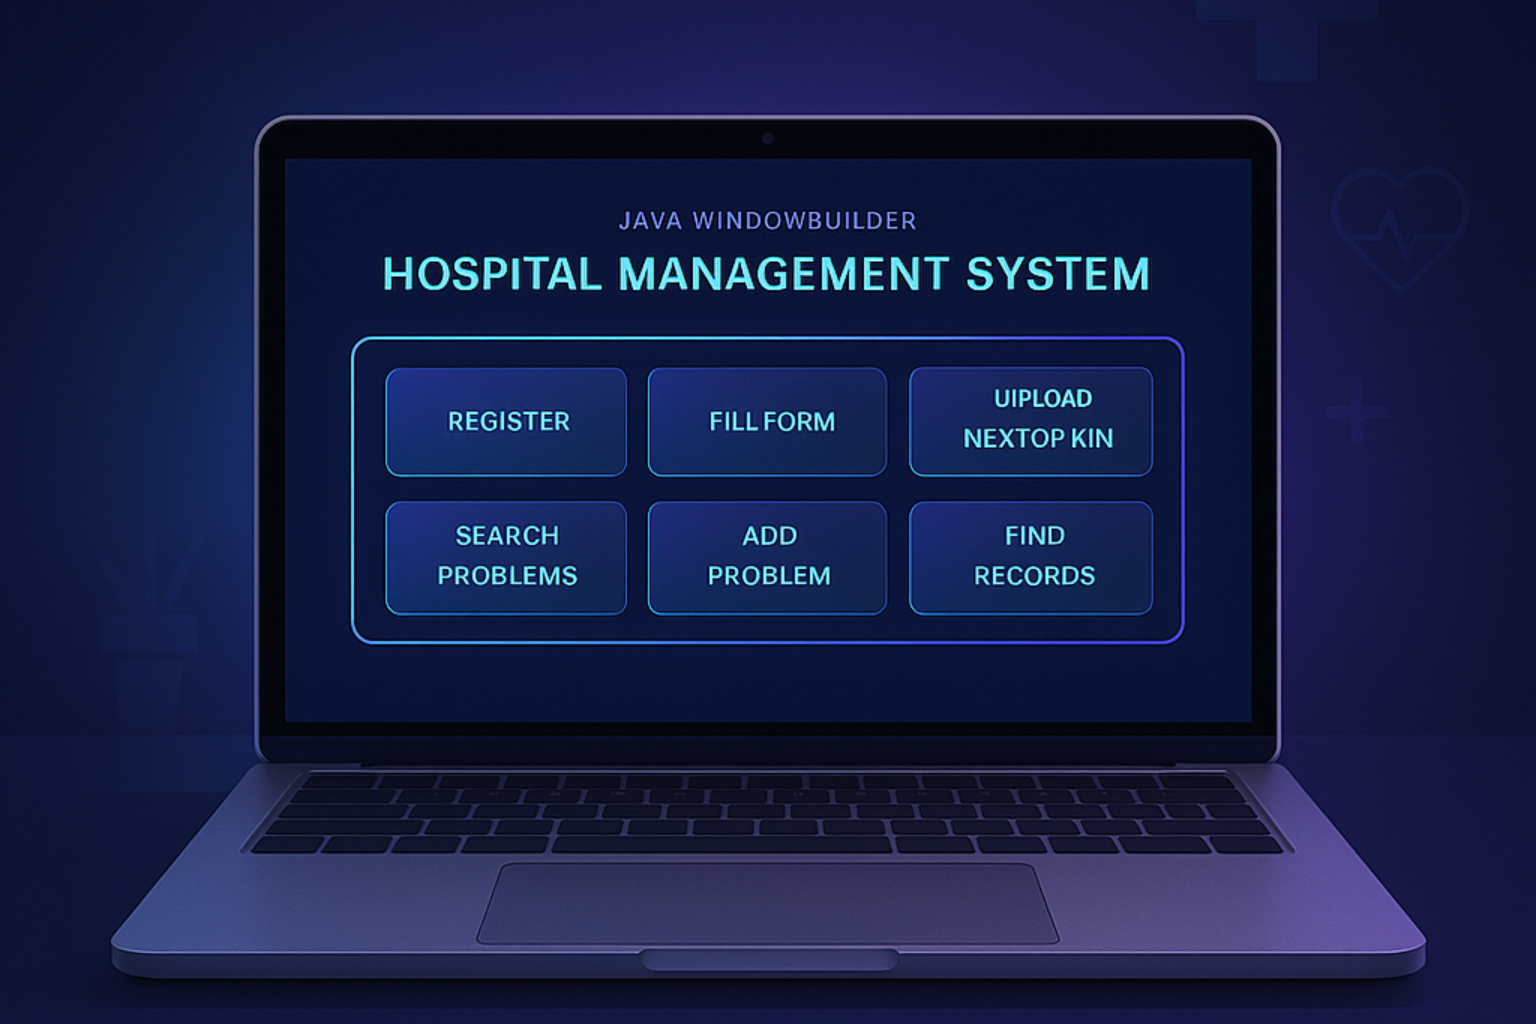 JAVA WINDOWBUILDER
HOSPITAL MANAGEMENT SYSTEM
REGISTER
FILL FORM
UIPLOAD
NEXTOP KIN
SEARCH
PROBLEMS
ADD
PROBLEM
FIND
RECORDS